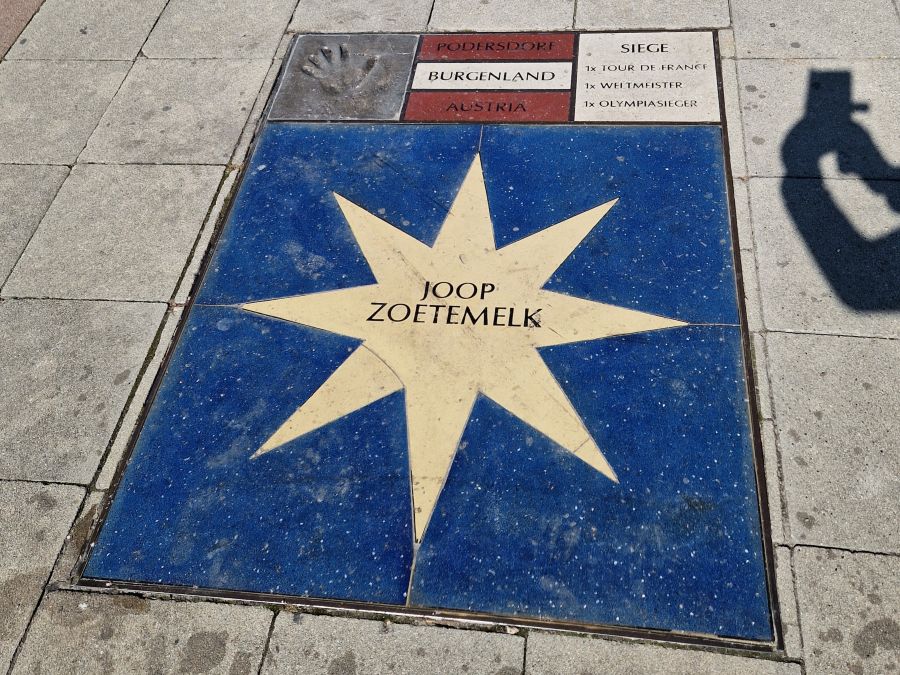 PODERSDORF
BURGENLAND
AUSTRIA
SIEGE
1x TOUR DE FRANCE
1x WELTMEISTER
1x OLYMPIASIEGER
JOOP
ZOETEMELK